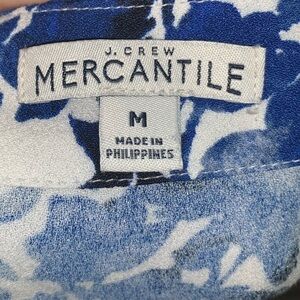 J. CREW
MERCANTILE
M
MADE IN
PHILIPPINES